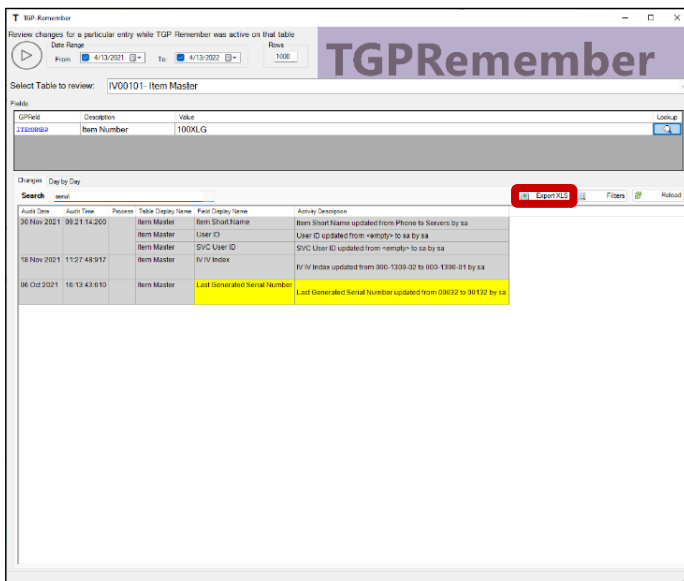 T TGP-Remember
Review changes for a particular entry while TGP Remember was active on that table
Date Range
Rows
From 4/13/2021 To: 4/13/2022 1000
TGPRemember
Select Table to review: IV00101- Item Master
Fields:
GPField Description Value Lookup
ITEMNMBR Item Number 100XLG
Changes Day by Day
Search serial Export XLS Filters Reload
Audit Date Audit Time Process Table Display Name Field Display Name Activity Description
30 Nov 2021 09:21:14:200 Item Master Item Short Name Item Short Name updated from Phone to Servers by sa
Item Master User ID User ID updated from <empty> to sa by sa
Item Master SVC User ID SVC User ID updated from <empty> to sa by sa
18 Nov 2021 11:27:48:917 Item Master IV IV Index IV IV Index updated from 000-1300-02 to 000-1300-01 by sa
06 Oct 2021 16:13:43:610 Item Master Last Generated Serial Number Last Generated Serial Number updated from 00032 to 00132 by sa